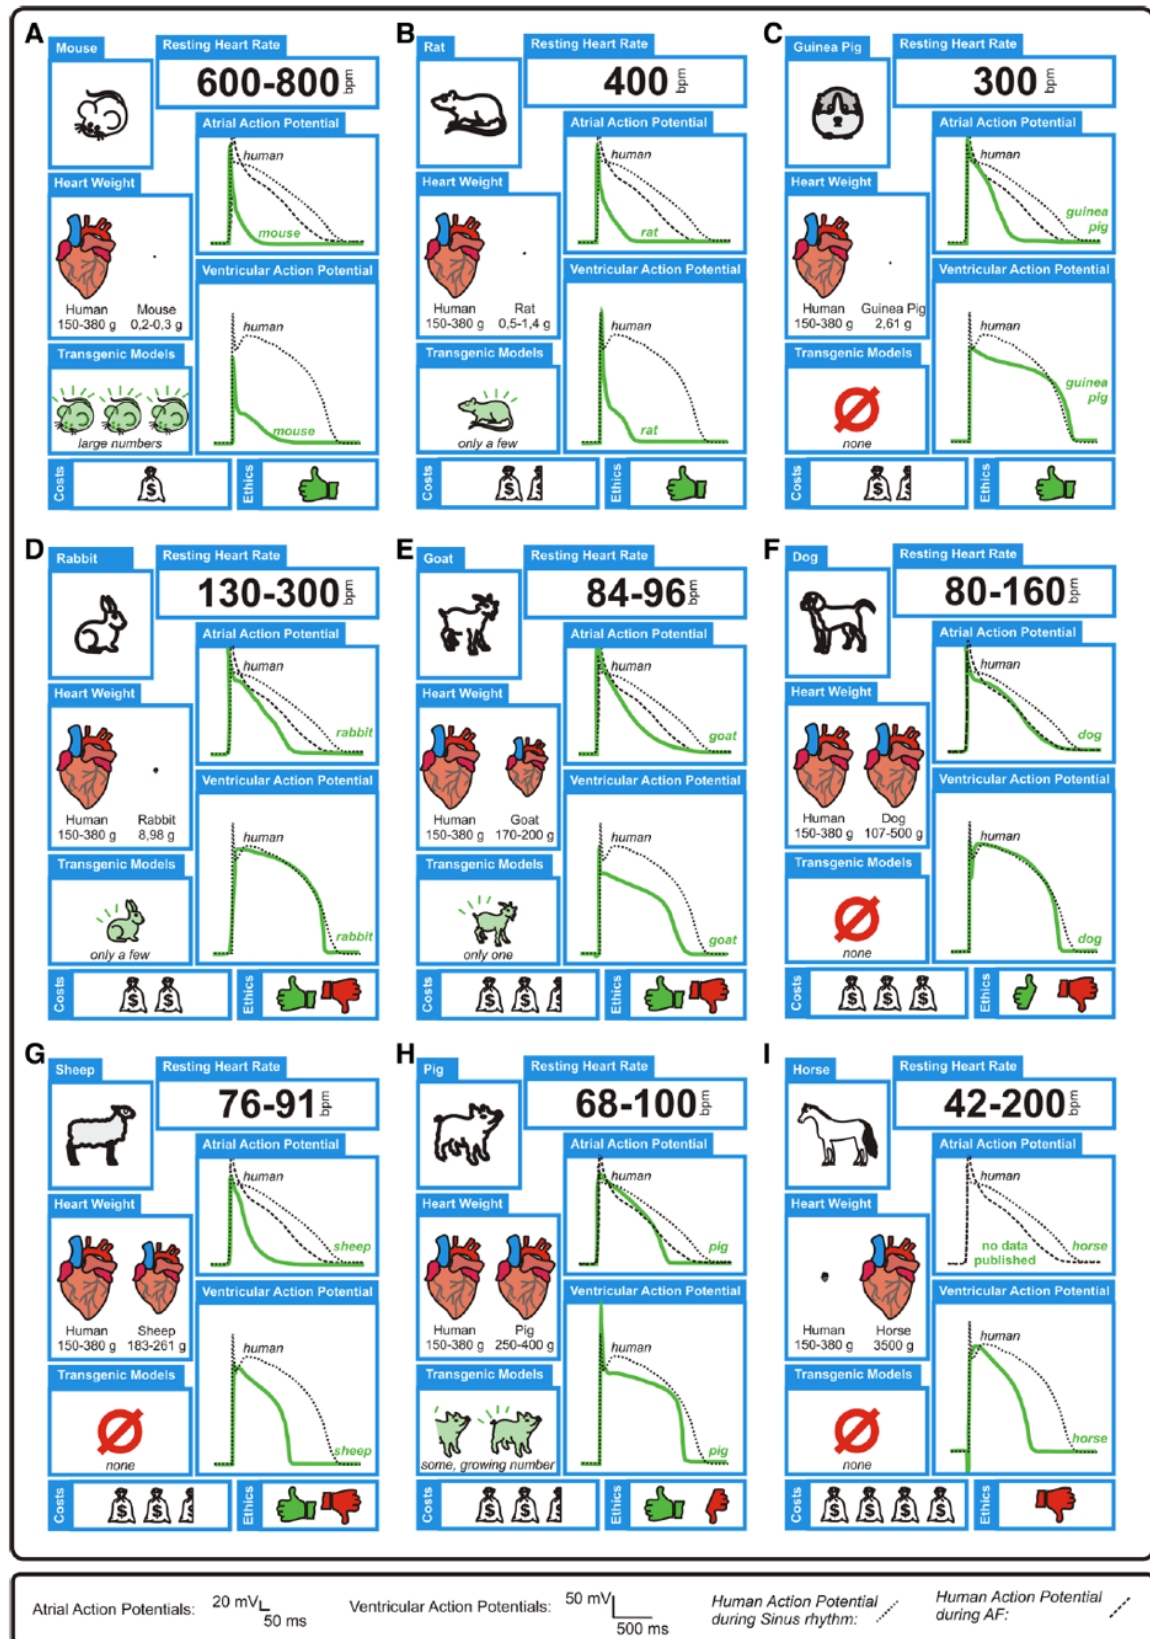 A
Mouse
Resting Heart Rate
600-800 bpm
Atrial Action Potential
human
mouse
Heart Weight
Human
150-380 g
Mouse
0,2-0,3 g
Ventricular Action Potential
human
mouse
Transgenic Models
large numbers
Costs
$
Ethics
B
Rat
Resting Heart Rate
400 bpm
Atrial Action Potential
human
rat
Heart Weight
Human
150-380 g
Rat
0,5-1,4 g
Ventricular Action Potential
human
rat
Transgenic Models
only a few
Costs
$
Ethics
C
Guinea Pig
Resting Heart Rate
300 bpm
Atrial Action Potential
human
guinea
pig
Heart Weight
Human
150-380 g
Guinea Pig
2,61 g
Ventricular Action Potential
human
guinea
pig
Transgenic Models
none
Costs
$
Ethics
D
Rabbit
Resting Heart Rate
130-300 bpm
Atrial Action Potential
human
rabbit
Heart Weight
Human
150-380 g
Rabbit
8,98 g
Ventricular Action Potential
human
rabbit
Transgenic Models
only a few
Costs
$ $
Ethics
E
Goat
Resting Heart Rate
84-96 bpm
Atrial Action Potential
human
goat
Heart Weight
Human
150-380 g
Goat
170-200 g
Ventricular Action Potential
human
goat
Transgenic Models
only one
Costs
$ $
Ethics
F
Dog
Resting Heart Rate
80-160 bpm
Atrial Action Potential
human
dog
Heart Weight
Human
150-380 g
Dog
107-500 g
Ventricular Action Potential
human
dog
Transgenic Models
none
Costs
$ $ $
Ethics
G
Sheep
Resting Heart Rate
76-91 bpm
Atrial Action Potential
human
sheep
Heart Weight
Human
150-380 g
Sheep
183-261 g
Ventricular Action Potential
human
sheep
Transgenic Models
none
Costs
$ $
Ethics
H
Pig
Resting Heart Rate
68-100 bpm
Atrial Action Potential
human
pig
Heart Weight
Human
150-380 g
Pig
250-400 g
Ventricular Action Potential
human
pig
Transgenic Models
some, growing number
Costs
$ $
Ethics
I
Horse
Resting Heart Rate
42-200 bpm
Atrial Action Potential
human
no data
published
horse
Heart Weight
Human
150-380 g
Horse
3500 g
Ventricular Action Potential
human
horse
Transgenic Models
none
Costs
$ $ $ $
Ethics
Atrial Action Potentials:
20 mV
50 ms
Ventricular Action Potentials:
50 mV
500 ms
Human Action Potential
during Sinus rhythm:
Human Action Potential
during AF: